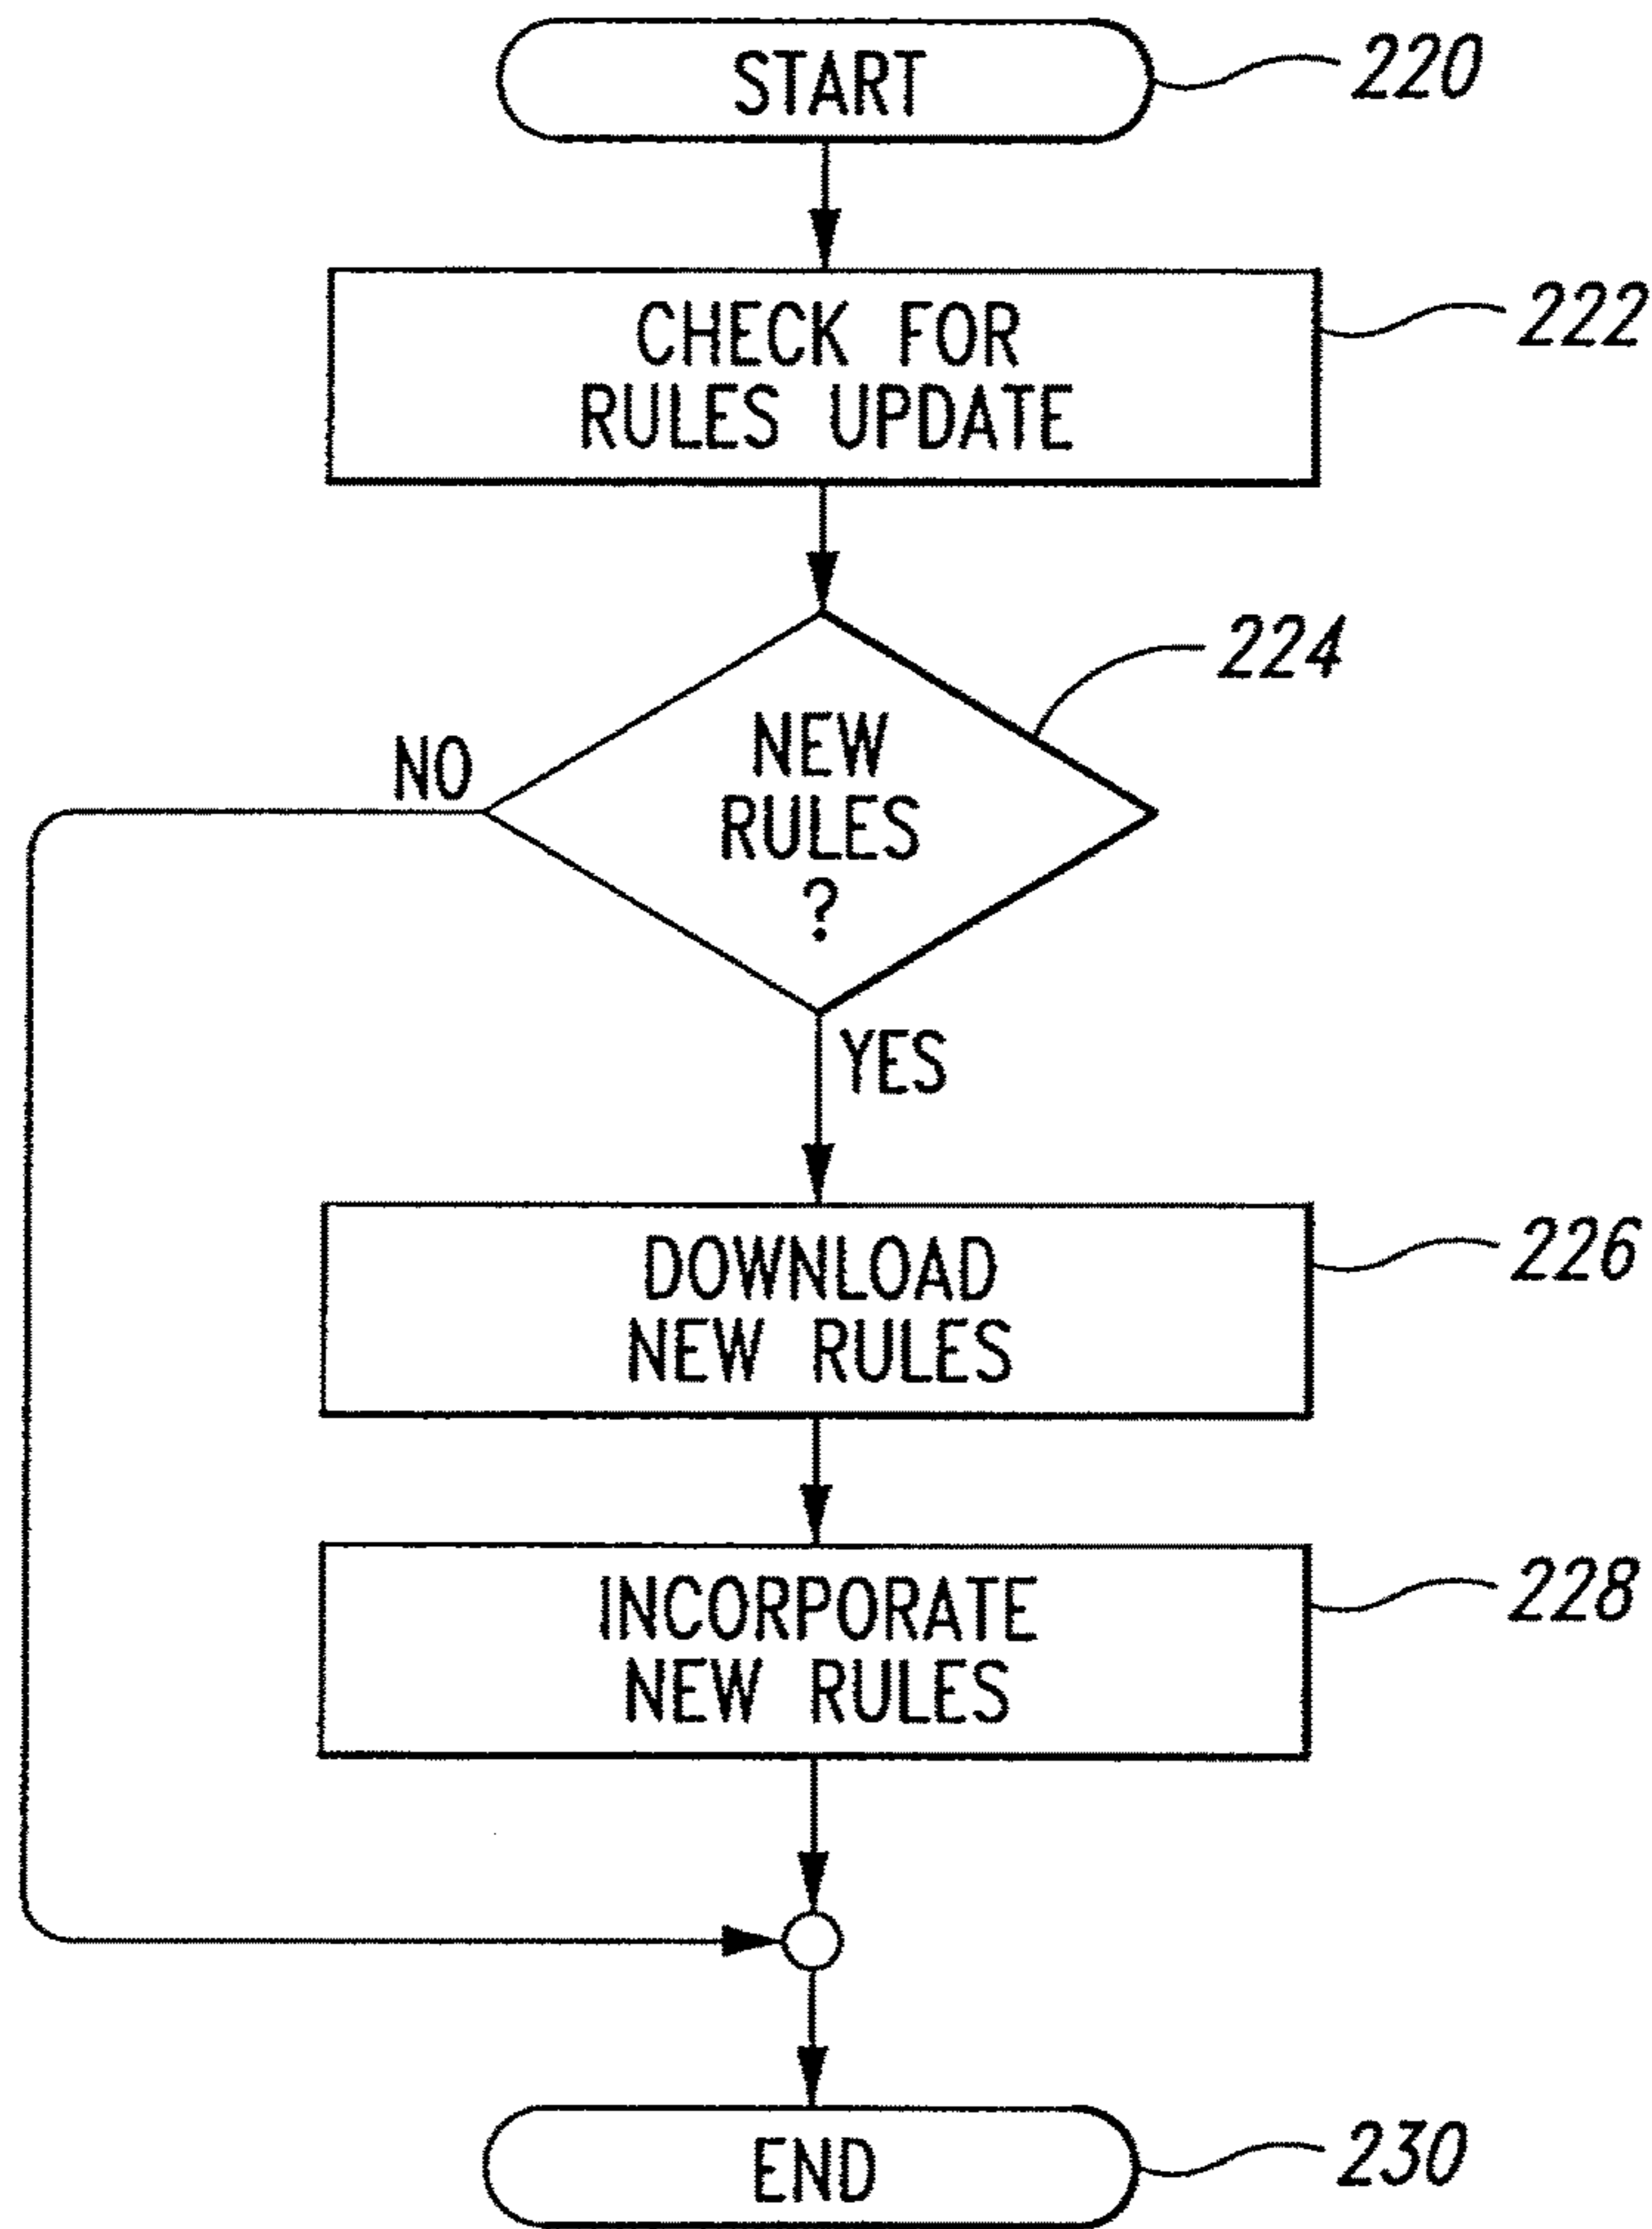 START
220
CHECK FOR
RULES UPDATE
222
224
NEW
RULES
?
NO
YES
DOWNLOAD
NEW RULES
226
INCORPORATE
NEW RULES
228
END
230